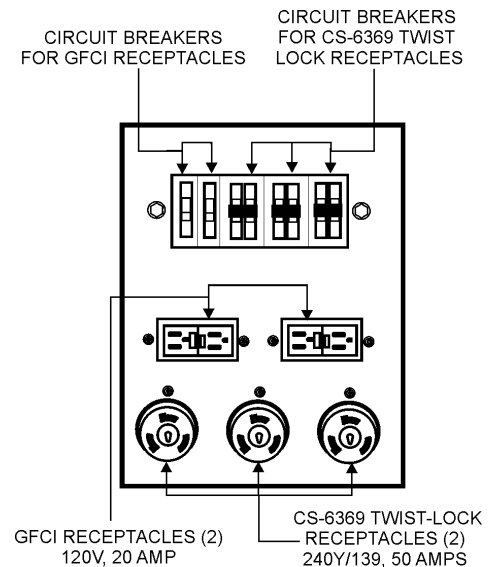 CIRCUIT BREAKERS
FOR GFCI RECEPTACLES
CIRCUIT BREAKERS
FOR CS-6369 TWIST
LOCK RECEPTACLES
GFCI RECEPTACLES (2)
120V, 20 AMP
CS-6369 TWIST-LOCK
RECEPTACLES (2)
240Y/139, 50 AMPS